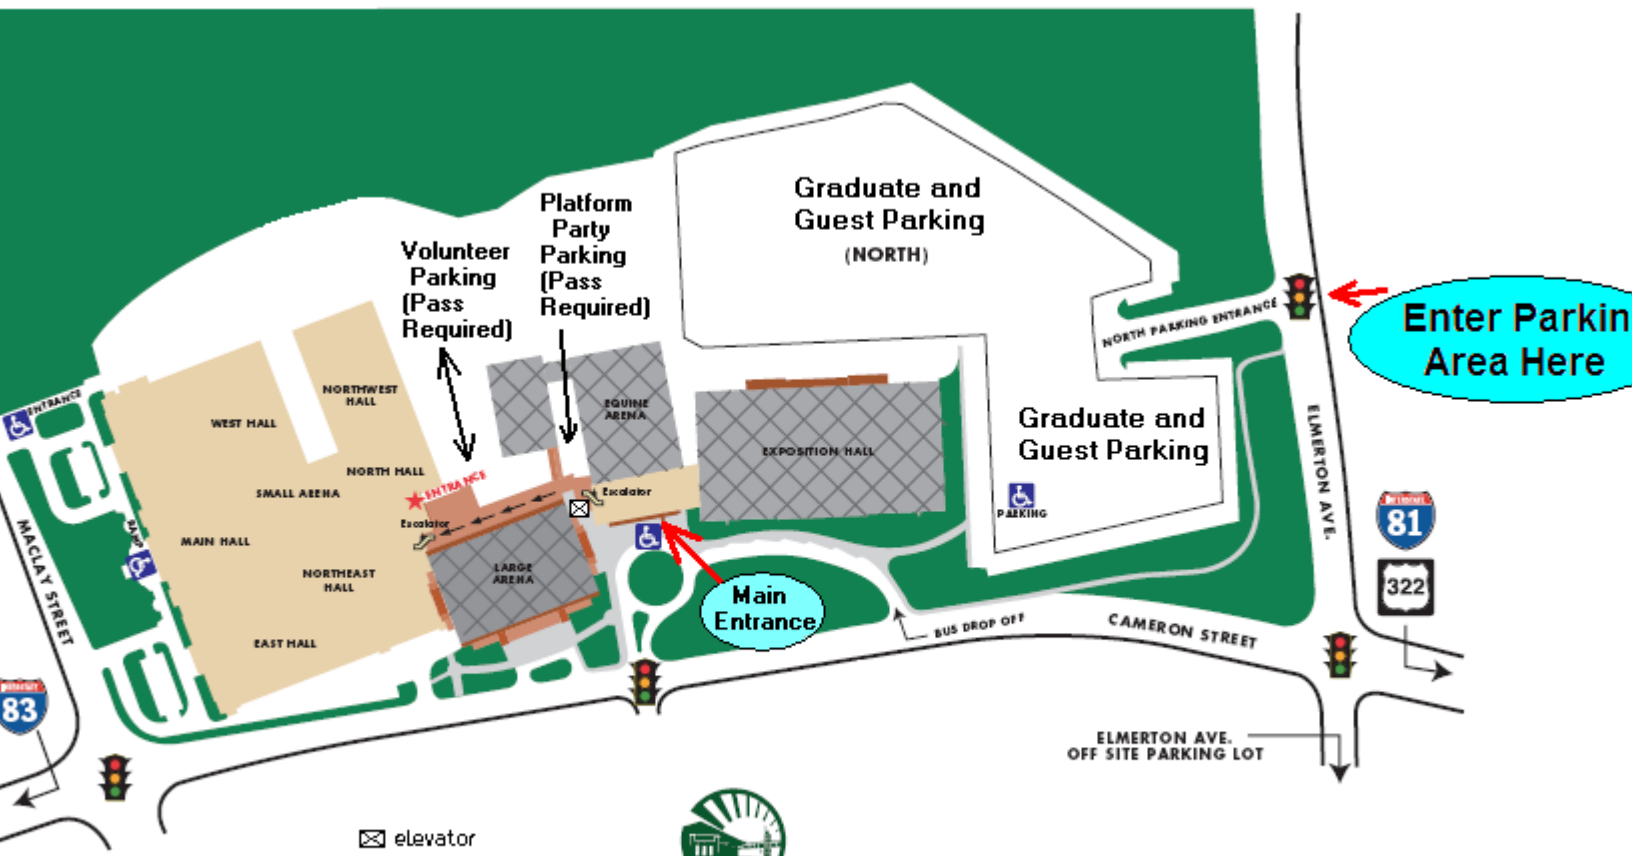 Graduate and
Guest Parking
(NORTH)
Platform
Party
Parking
(Pass
Required)
Volunteer
Parking
(Pass
Required)
NORTH PARKING ENTRANCE
Enter Parkin
Area Here
ENTRANCE
NORTHWEST
HALL
WEST HALL
EQUINE
ARENA
Graduate and
Guest Parking
EXPOSITION HALL
ELMERTON AVE.
NORTH HALL
SMALL ARENA
ENTRANCE
Escalator
PARKING
INTERSTATE
81
Escalator
RAMP
MAIN HALL
MACLAY STREET
NORTHEAST
HALL
LARGE
ARENA
322
Main
Entrance
BUS DROP OFF
CAMERON STREET
EAST HALL
83
ELMERTON AVE.
OFF SITE PARKING LOT
elevator